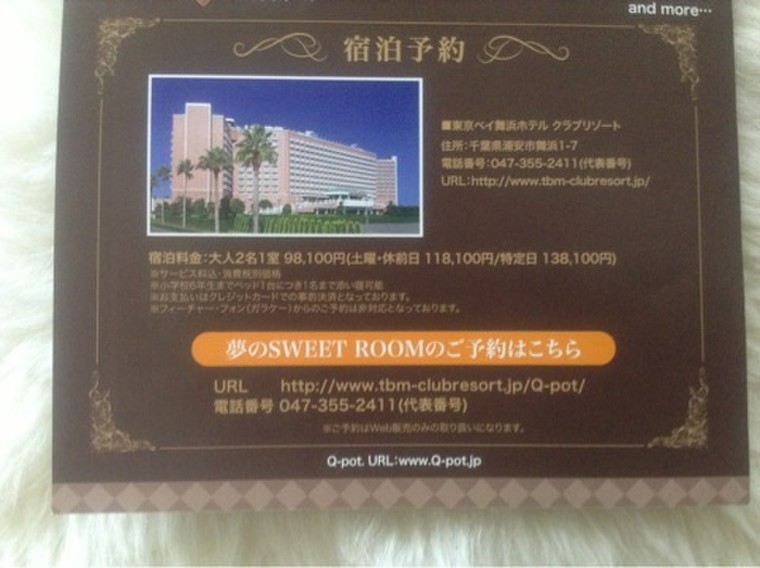 and more…
宿泊予約
■東京ベイ舞浜ホテル クラブリゾート
住所:千葉県浦安市舞浜1-7
電話番号:047-355-2411(代表番号)
URL:http://www.tbm-clubresort.jp/
宿泊料金:大人2名1室 98,100円(土曜・休前日 118,100円/特定日 138,100円)
※サービス料込・消費税別価格
※小学校6年生までベッド1台につき1名まで添い寝可能
※お支払いはクレジットカードでの事前決済となっております。
※フィーチャー・フォン(ガラケー)からのご予約は非対応となっております。
夢のSWEET ROOMのご予約はこちら
URL http://www.tbm-clubresort.jp/Q-pot/
電話番号 047-355-2411(代表番号)
※ご予約はWeb販売のみの取り扱いになります。
Q-pot. URL:www.Q-pot.jp